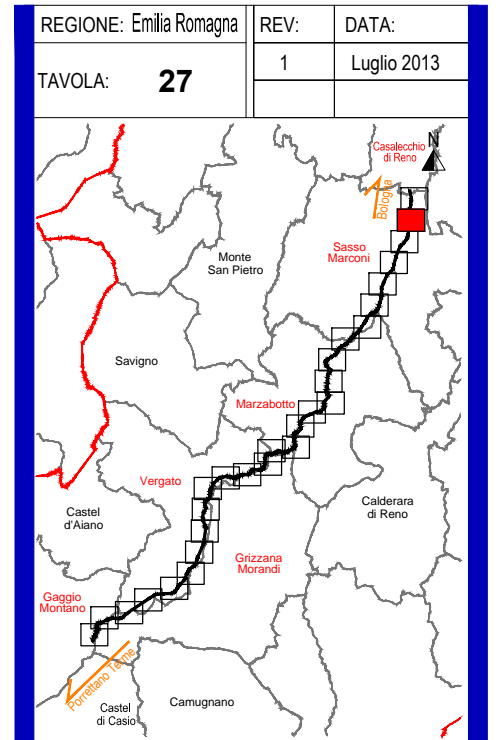 REGIONE: Emilia Romagna
REV:
DATA:
TAVOLA: 27
1
Luglio 2013
Casalecchio
di Reno
N
Bologna
Sasso
Marconi
Monte
San Pietro
Savigno
Marzabotto
Vergato
Castel
d'Aiano
Calderara
di Reno
Grizzana
Morandi
Gaggio
Montano
Porrettano Terme
Castel
di Casio
Camugnano